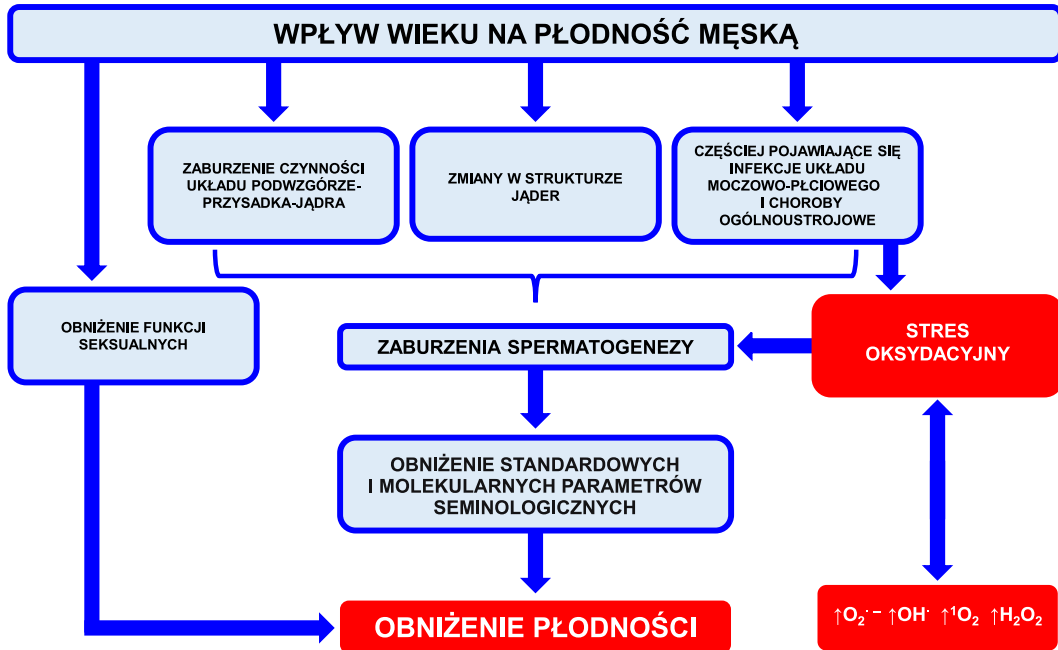 WPŁYW WIEKU NA PŁODNOŚĆ MĘSKĄ
ZABURZENIE CZYNNOŚCI
UKŁADU PODWZGÓRZE-
PRZYSADKA-JĄDRA
ZMIANY W STRUKTURZE
JĄDER
CZĘŚCIEJ POJAWIAJĄCE SIĘ
INFEKCJE UKŁADU
MOCZOWO-PŁCIOWEGO
I CHOROBY
OGÓLNOUSTROJOWE
OBNIŻENIE FUNKCJI
SEKSUALNYCH
ZABURZENIA SPERMATOGENEZY
STRES
OKSYDACYJNY
OBNIŻENIE STANDARDOWYCH
I MOLEKULARNYCH PARAMETRÓW
SEMINOLOGICZNYCH
OBNIŻENIE PŁODNOŚCI
↑O₂˙⁻ ↑OH˙ ↑¹O₂ ↑H₂O₂